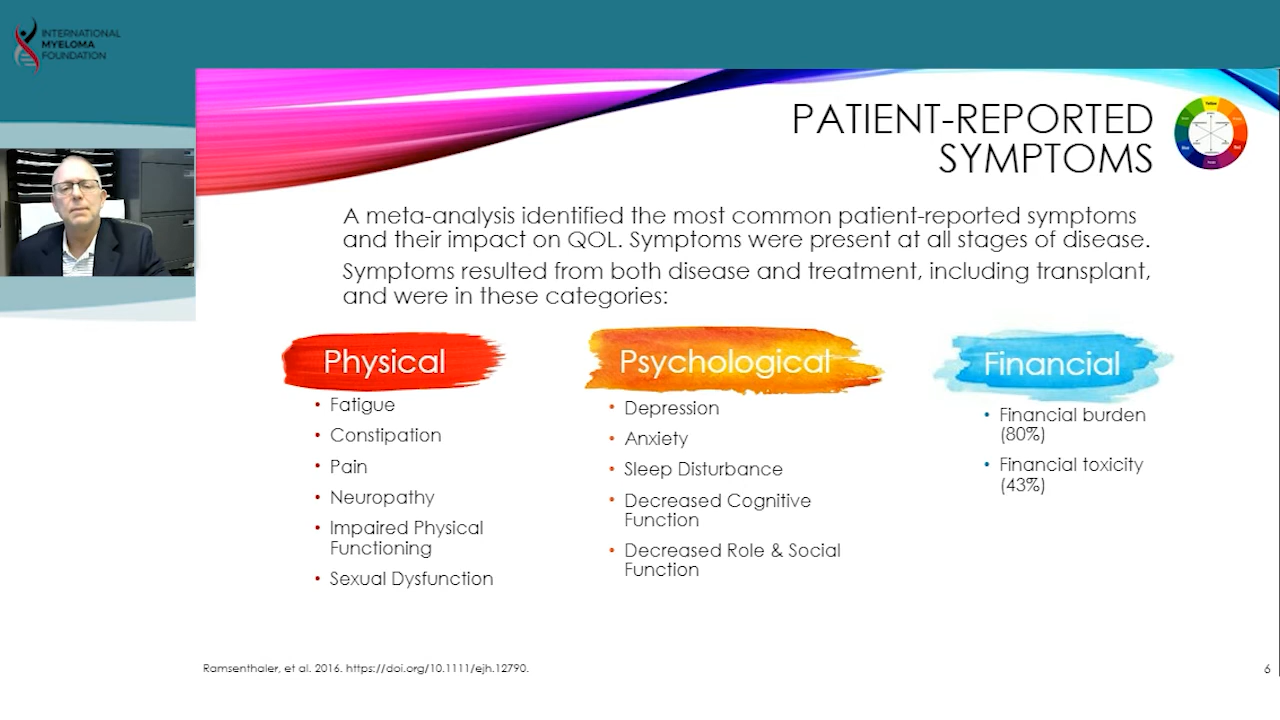 INTERNATIONAL
MYELOMA
FOUNDATION
PATIENT-REPORTED
SYMPTOMS
A meta-analysis identified the most common patient-reported symptoms
and their impact on QOL. Symptoms were present at all stages of disease.
Symptoms resulted from both disease and treatment, including transplant,
and were in these categories:
Physical
• Fatigue
• Constipation
• Pain
• Neuropathy
• Impaired Physical
Functioning
• Sexual Dysfunction
Psychological
• Depression
• Anxiety
• Sleep Disturbance
• Decreased Cognitive
Function
• Decreased Role & Social
Function
Financial
• Financial burden
(80%)
• Financial toxicity
(43%)
Ramsenthaler, et al. 2016. https://doi.org/10.1111/ejh.12790.
6